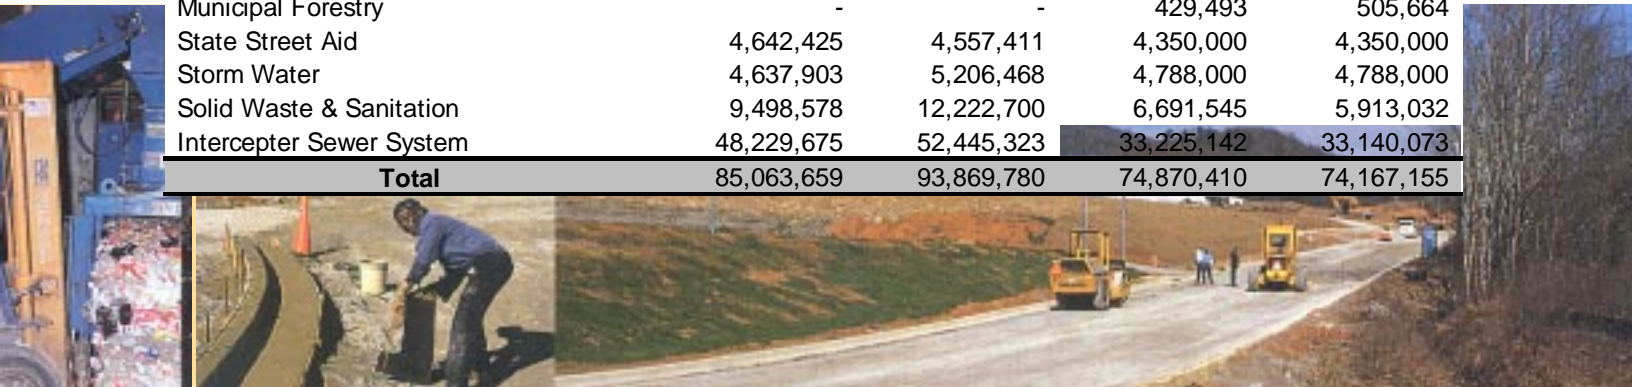 Municipal Forestry - - 429,493 505,664
State Street Aid 4,642,425 4,557,411 4,350,000 4,350,000
Storm Water 4,637,903 5,206,468 4,788,000 4,788,000
Solid Waste & Sanitation 9,498,578 12,222,700 6,691,545 5,913,032
Intercepter Sewer System 48,229,675 52,445,323 33,225,142 33,140,073
Total 85,063,659 93,869,780 74,870,410 74,167,155